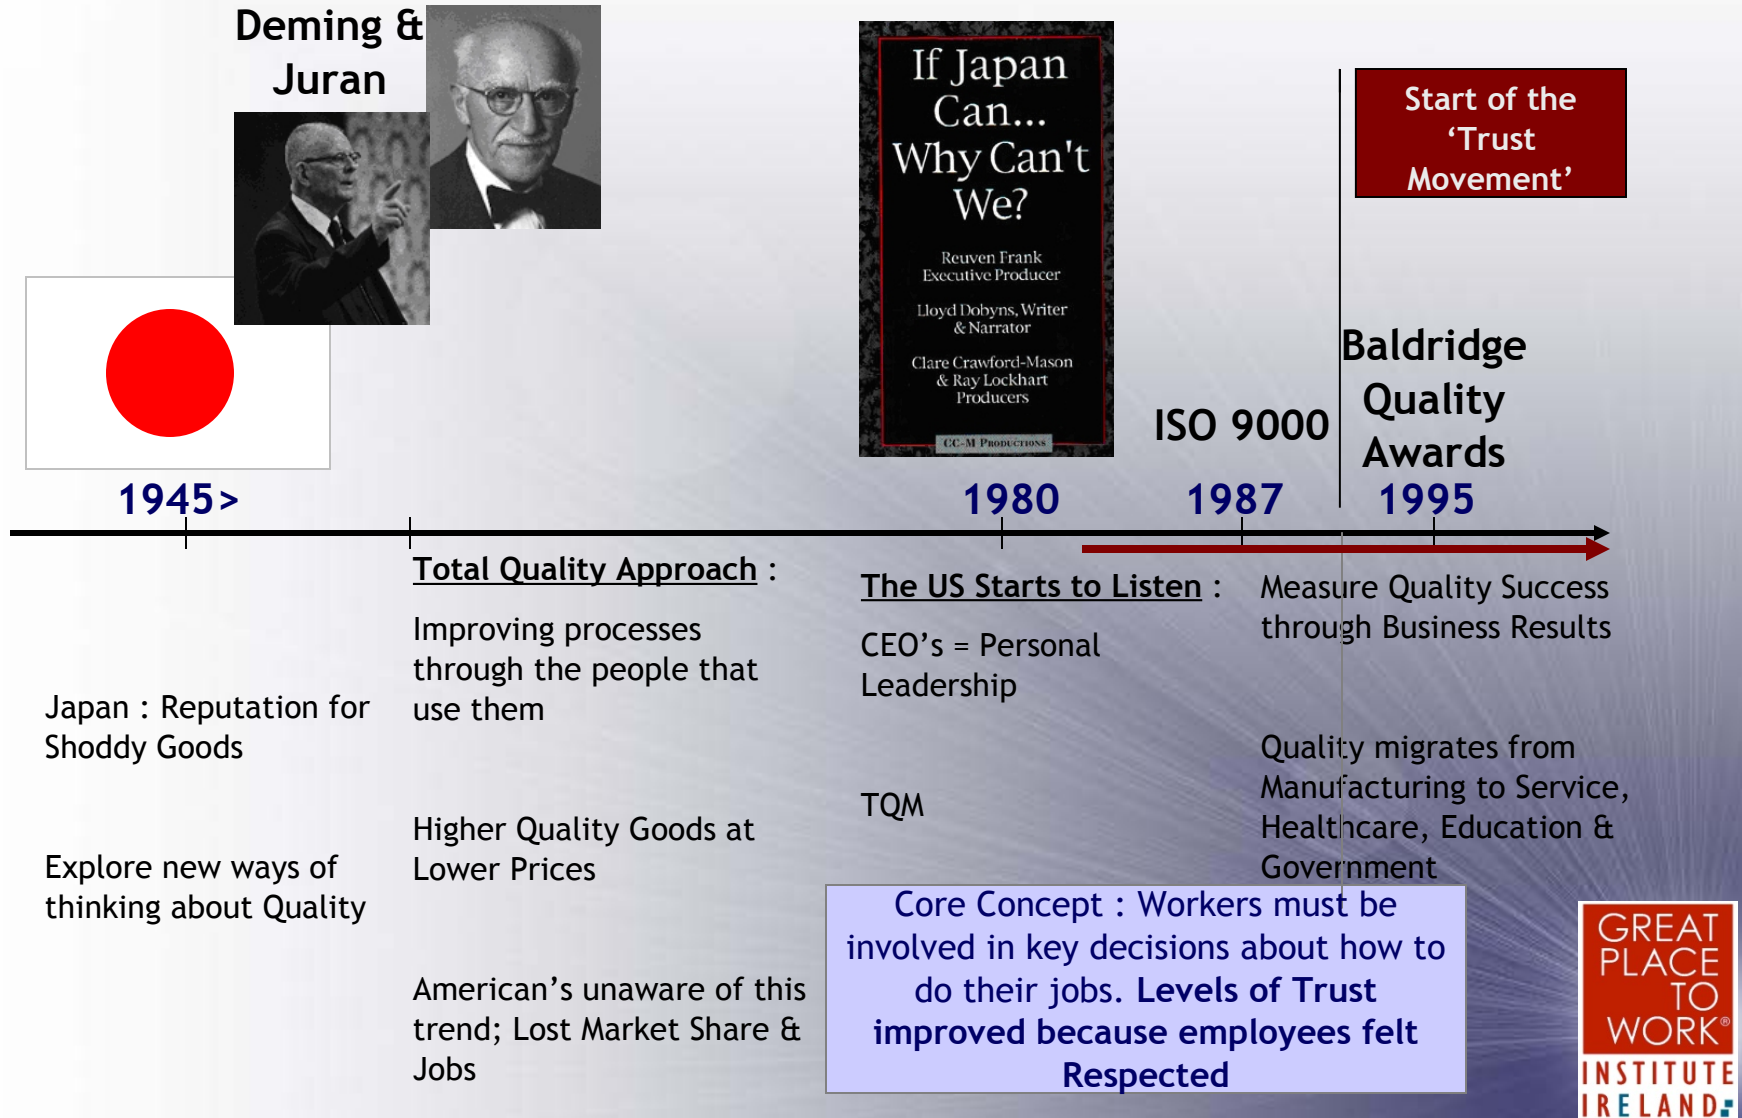 Deming &
Juran
If Japan
Can...
Why Can't
We?
Reuven Frank
Executive Producer
Lloyd Dobyns, Writer
& Narrator
Clare Crawford-Mason
& Ray Lockhart
Producers
CC-M PRODUCTIONS
Start of the
‘Trust
Movement’
ISO 9000
Baldridge
Quality
Awards
1945>
1980
1987
1995
Japan : Reputation for
Shoddy Goods
Explore new ways of
thinking about Quality
Total Quality Approach :
Improving processes
through the people that
use them
Higher Quality Goods at
Lower Prices
American’s unaware of this
trend; Lost Market Share &
Jobs
The US Starts to Listen :
CEO’s = Personal
Leadership
TQM
Measure Quality Success
through Business Results
Quality migrates from
Manufacturing to Service,
Healthcare, Education &
Government
Core Concept : Workers must be
involved in key decisions about how to
do their jobs. Levels of Trust
improved because employees felt
Respected
GREAT
PLACE
TO
WORK®
INSTITUTE
IRELAND